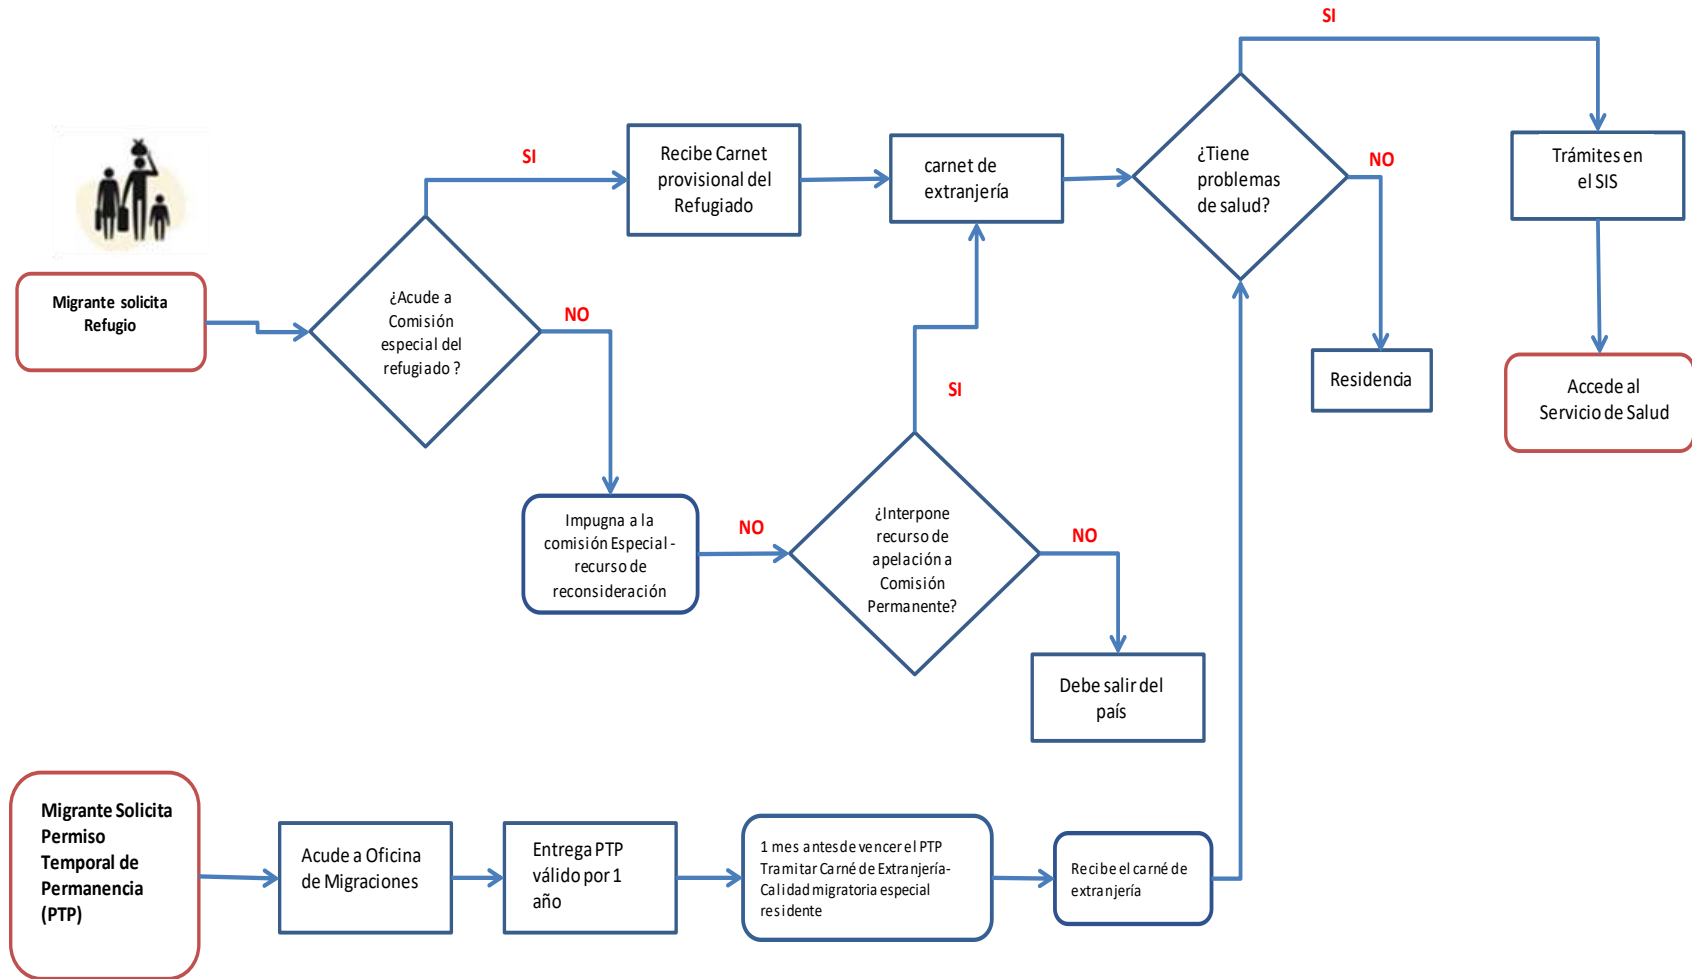 SI
Recibe Carnet
provisional del
Refugiado
SI
carnet de
extranjería
¿Tiene
problemas
de salud?
NO
Trámites en
el SIS
Migrante solicita
Refugio
¿Acude a
Comisión
especial del
refugiado ?
NO
Residencia
Accede al
Servicio de Salud
SI
Impugna a la
comisión Especial -
recurso de
reconsideración
NO
¿Interpone
recurso de
apelación a
Comisión
Permanente?
NO
Debe salir del
país
Migrante Solicita
Permiso
Temporal de
Permanencia
(PTP)
Acude a Oficina
de Migraciones
Entrega PTP
válido por 1
año
1 mes antes de vencer el PTP
Tramitar Carné de Extranjería-
Calidad migratoria especial
residente
Recibe el carné de
extranjería